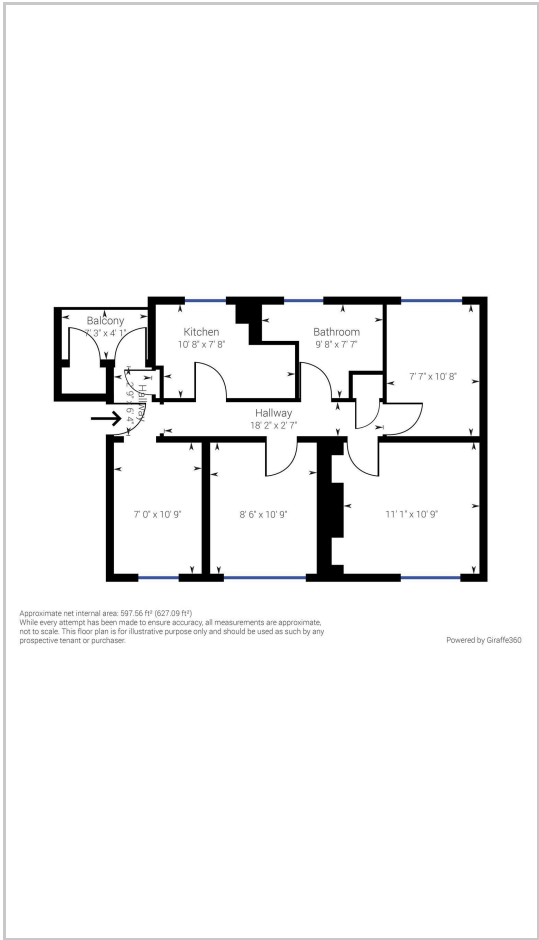 Balcony
7' 3" x 4' 1"
Kitchen
10' 8" x 7' 8"
Bathroom
9' 8" x 7' 7"
7' 7" x 10' 8"
Hallway
2' 9" x 6' 4"
Hallway
18' 2" x 2' 7"
7' 0" x 10' 9"
8' 6" x 10' 9"
11' 1" x 10' 9"
Approximate net internal area: 597.56 ft² (627.09 ft²)
While every attempt has been made to ensure accuracy, all measurements are approximate,
not to scale. This floor plan is for illustrative purpose only and should be used as such by any
prospective tenant or purchaser.
Powered by Giraffe360